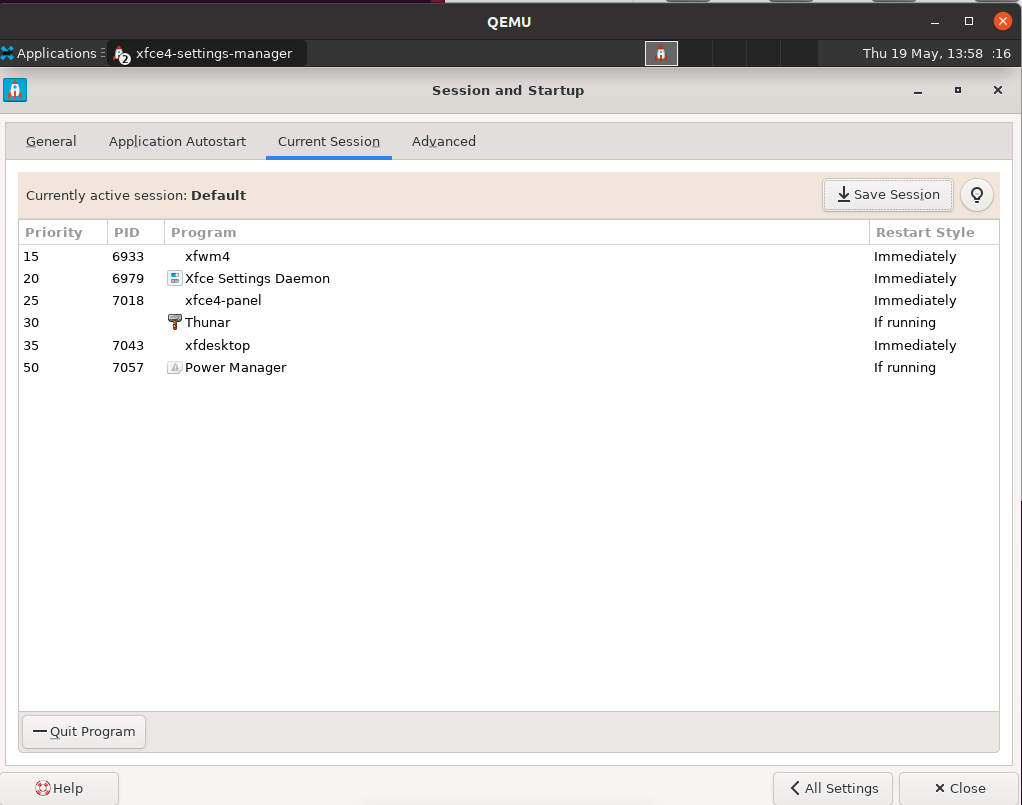 QEMU
Applications xfce4-settings-manager Thu 19 May, 13:58 :16
2
Session and Startup
General Application Autostart Current Session Advanced
Currently active session: Default Save Session
Priority PID Program Restart Style
15 6933 xfwm4 Immediately
20 6979 Xfce Settings Daemon Immediately
25 7018 xfce4-panel Immediately
30 Thunar If running
35 7043 xfdesktop Immediately
50 7057 Power Manager If running
Quit Program
Help All Settings Close